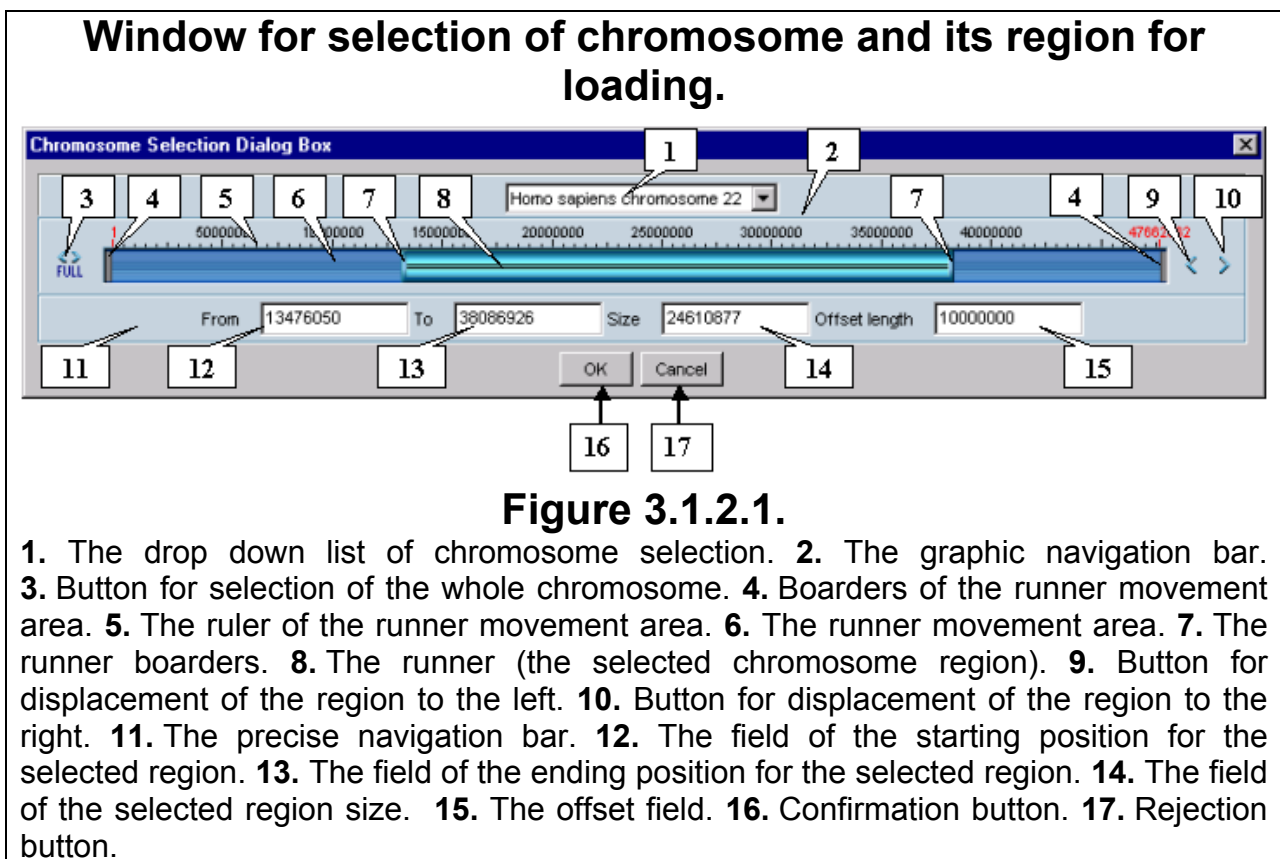 Window for selection of chromosome and its region for
loading.
Chromosome Selection Dialog Box
1
2
Homo sapiens chromosome 22
3
4
5
6
7
8
7
4
9
10
1
15000000
20000000
25000000
30000000
35000000
40000000
FULL
From 13476050 To 38086926 Size 24610877 Offset length 10000000
11
12
13
14
15
OK Cancel
16
17
Figure 3.1.2.1.
1. The drop down list of chromosome selection. 2. The graphic navigation bar.
3. Button for selection of the whole chromosome. 4. Boarders of the runner movement
area. 5. The ruler of the runner movement area. 6. The runner movement area. 7. The
runner boarders. 8. The runner (the selected chromosome region). 9. Button for
displacement of the region to the left. 10. Button for displacement of the region to the
right. 11. The precise navigation bar. 12. The field of the starting position for the
selected region. 13. The field of the ending position for the selected region. 14. The field
of the selected region size. 15. The offset field. 16. Confirmation button. 17. Rejection
button.